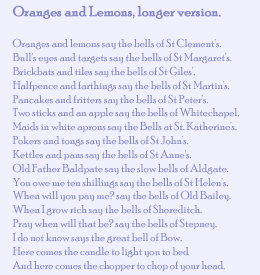 Oranges and Lemons, longer version.
Oranges and lemons say the bells of St Clement's.
Bull's eyes and targets say the bells of St Margaret's.
Brickbats and tiles say the bells of St Giles'.
Halfpence and farthings say the bells of St Martin's.
Pancakes and fritters say the bells of St Peter's.
Two sticks and an apple say the bells of Whitechapel.
Maids in white aprons say the Bells at St. Katherine's.
Pokers and tongs say the bells of St John's.
Kettles and pans say the bells of St Anne's.
Old Father Baldpate say the slow bells of Aldgate.
You owe me ten shillings say the bells of St Helen's.
When will you pay me? say the bells of Old Bailey.
When I grow rich say the bells of Shoreditch.
Pray when will that be? say the bells of Stepney.
I do not know says the great bell of Bow.
Here comes the candle to light you to bed
And here comes the chopper to chop of your head.